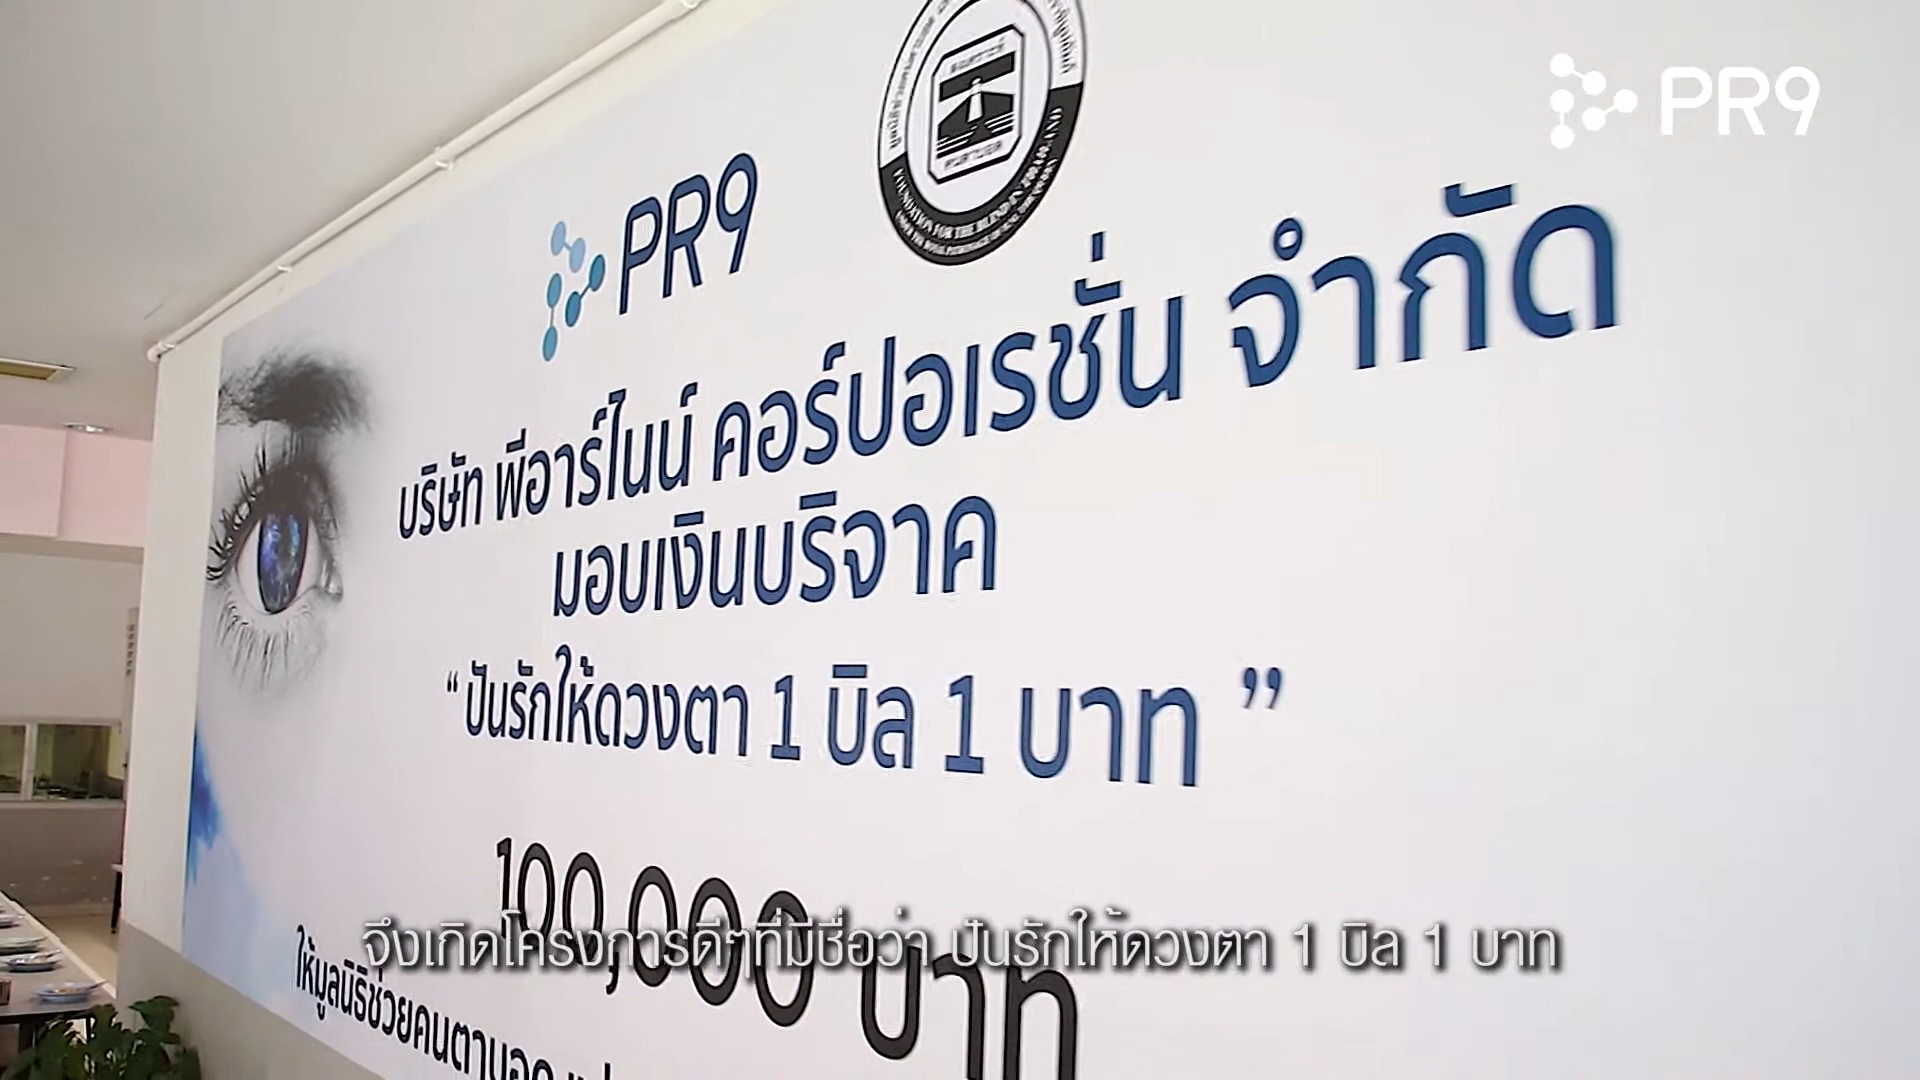 PR9
PR9
FOUNDATION FOR THE BLIND IN THAILAND
บริษัท พีอาร์ไนน์ คอร์ปอเรชั่น จำกัด
มอบเงินบริจาค
“ ปันรักให้ดวงตา 1 บิล 1 บาท ”
100,000 บาท
จึงเกิดโครงการดีๆที่มีชื่อว่า ปันรักให้ดวงตา 1 บิล 1 บาท
ให้มูลนิธิช่วยคนตาบอด